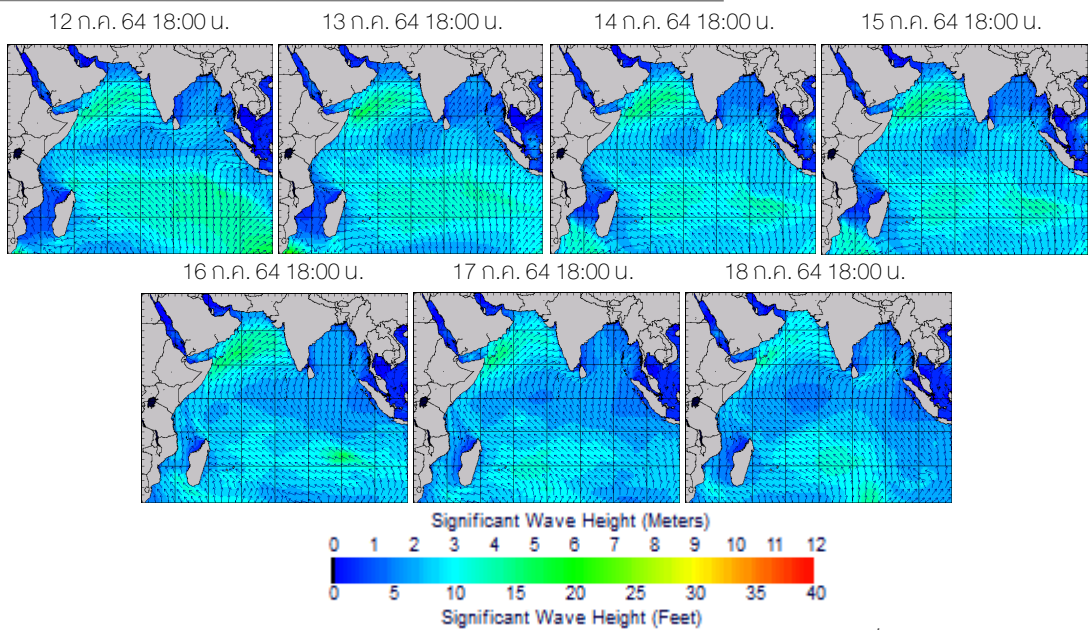 12 ก.ค. 64 18:00 น. 13 ก.ค. 64 18:00 น. 14 ก.ค. 64 18:00 น. 15 ก.ค. 64 18:00 น.
16 ก.ค. 64 18:00 น. 17 ก.ค. 64 18:00 น. 18 ก.ค. 64 18:00 น.
Significant Wave Height (Meters)
0 1 2 3 4 5 6 7 8 9 10 11 12
0 5 10 15 20 25 30 35 40
Significant Wave Height (Feet)